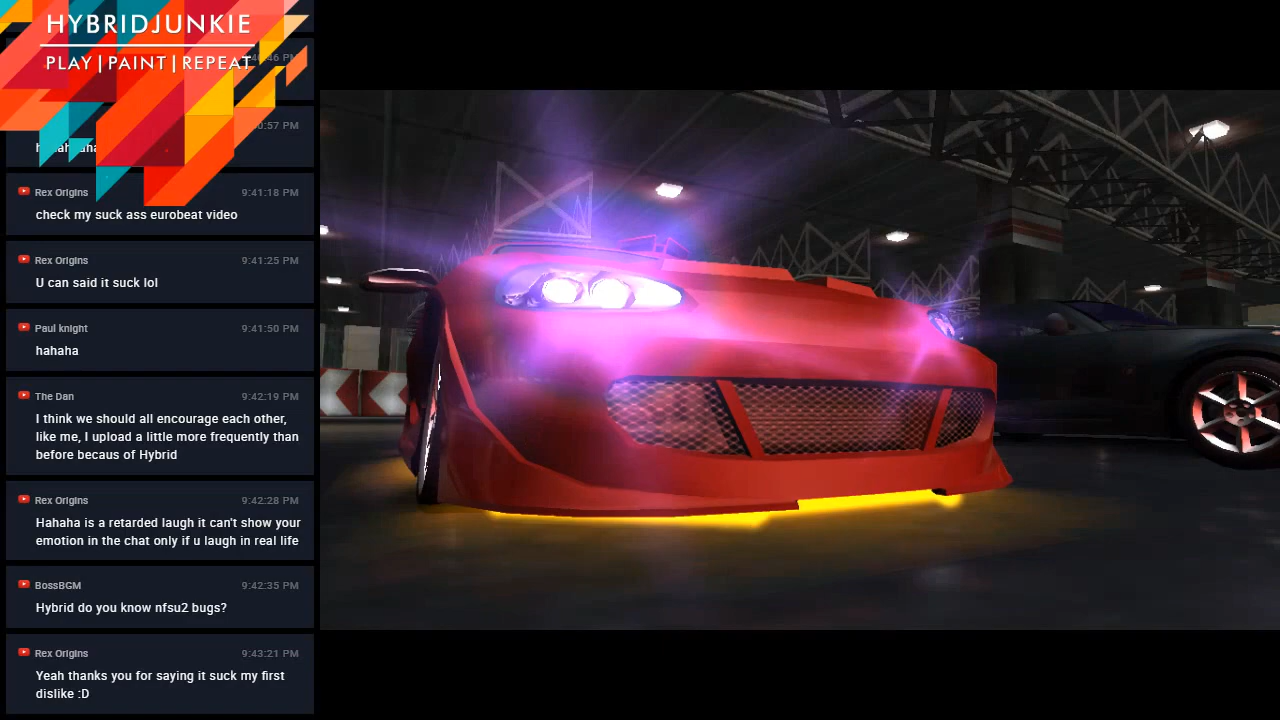 HYBRIDJUNKIE
PLAY|PAINT|REPEAT
:46 PM
0:57 PM
Rex Origins 9:41:18 PM
check my suck ass eurobeat video
Rex Origins 9:41:25 PM
U can said it suck lol
Paul knight 9:41:50 PM
hahaha
The Dan 9:42:19 PM
I think we should all encourage each other,
like me, I upload a little more frequently than
before becaus of Hybrid
Rex Origins 9:42:28 PM
Hahaha is a retarded laugh it can't show your
emotion in the chat only if u laugh in real life
BossBGM 9:42:35 PM
Hybrid do you know nfsu2 bugs?
Rex Origins 9:43:21 PM
Yeah thanks you for saying it suck my first
dislike :D